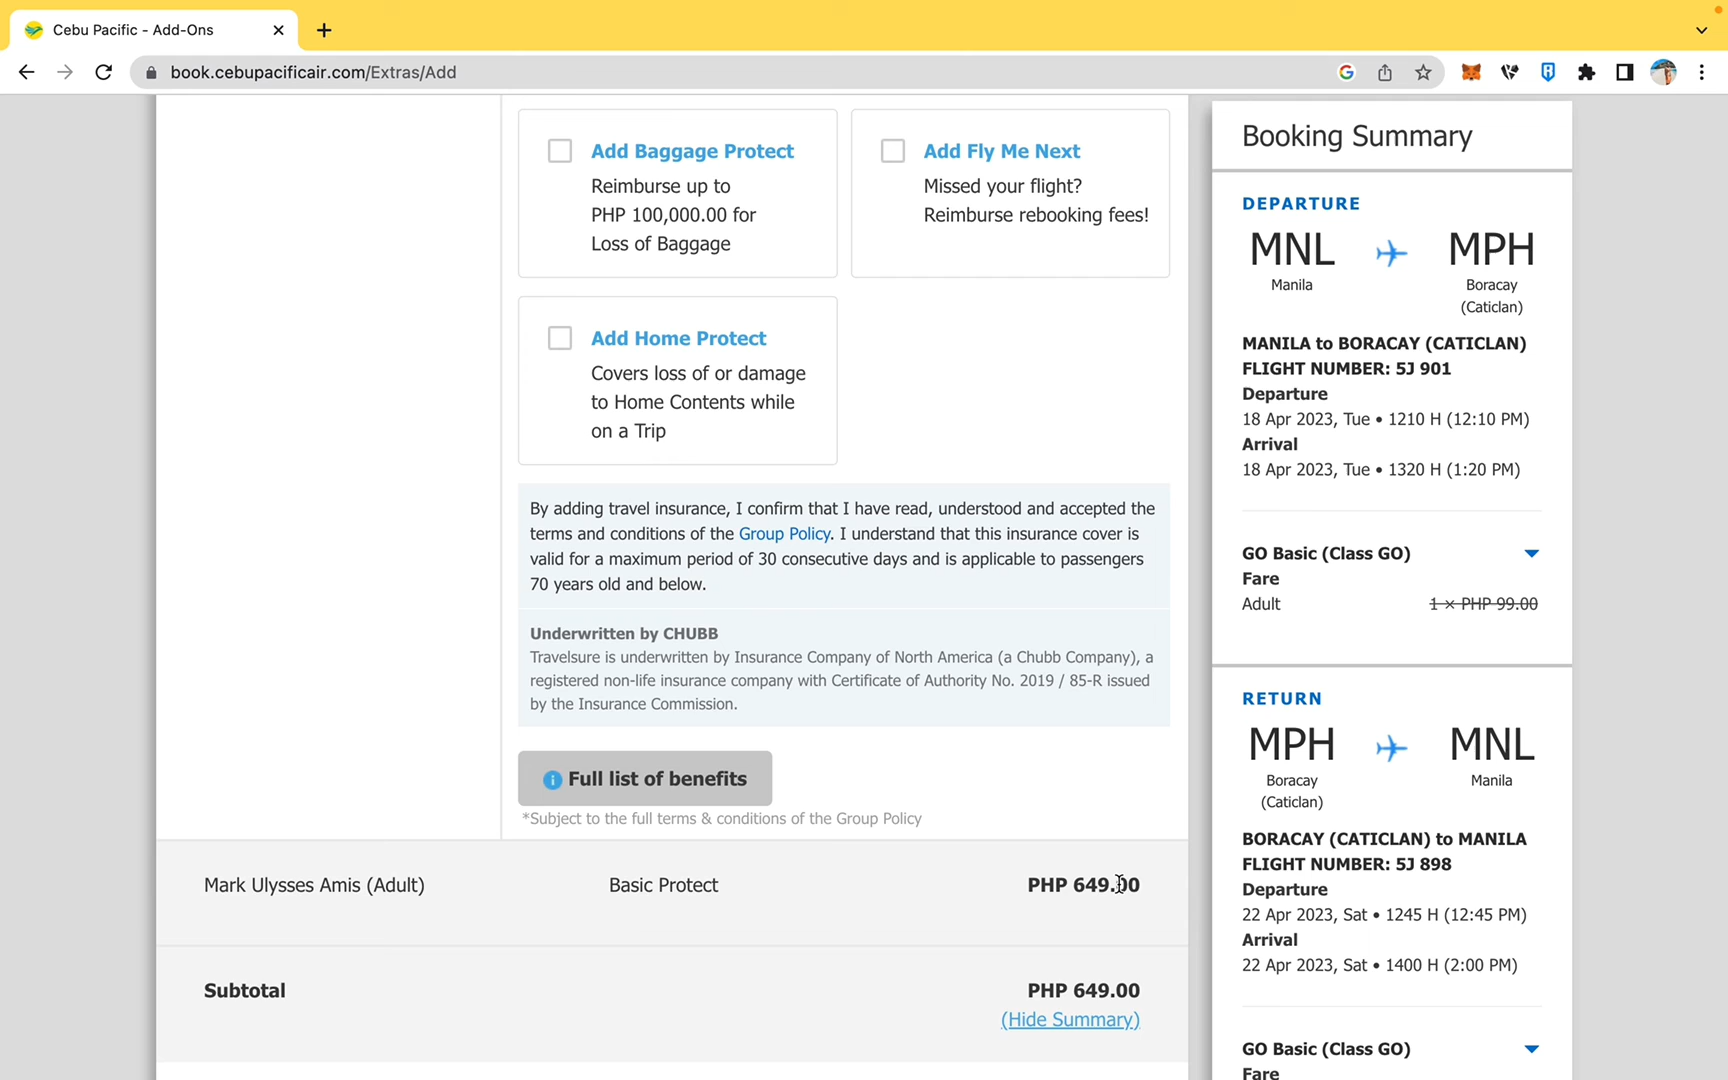 Cebu Pacific - Add-Ons
book.cebupacificair.com/Extras/Add
Add Baggage Protect
Reimburse up to
PHP 100,000.00 for
Loss of Baggage
Add Fly Me Next
Missed your flight?
Reimburse rebooking fees!
Add Home Protect
Covers loss of or damage
to Home Contents while
on a Trip
By adding travel insurance, I confirm that I have read, understood and accepted the
terms and conditions of the Group Policy. I understand that this insurance cover is
valid for a maximum period of 30 consecutive days and is applicable to passengers
70 years old and below.
Underwritten by CHUBB
Travelsure is underwritten by Insurance Company of North America (a Chubb Company), a
registered non-life insurance company with Certificate of Authority No. 2019 / 85-R issued
by the Insurance Commission.
Full list of benefits
*Subject to the full terms & conditions of the Group Policy
Mark Ulysses Amis (Adult)
Basic Protect
PHP 649.00
Subtotal
PHP 649.00
(Hide Summary)
Booking Summary
DEPARTURE
MNL
MPH
Manila
Boracay
(Caticlan)
MANILA to BORACAY (CATICLAN)
FLIGHT NUMBER: 5J 901
Departure
18 Apr 2023, Tue • 1210 H (12:10 PM)
Arrival
18 Apr 2023, Tue • 1320 H (1:20 PM)
GO Basic (Class GO)
Fare
Adult
1 × PHP 99.00
RETURN
MPH
MNL
Boracay
(Caticlan)
Manila
BORACAY (CATICLAN) to MANILA
FLIGHT NUMBER: 5J 898
Departure
22 Apr 2023, Sat • 1245 H (12:45 PM)
Arrival
22 Apr 2023, Sat • 1400 H (2:00 PM)
GO Basic (Class GO)
Fare